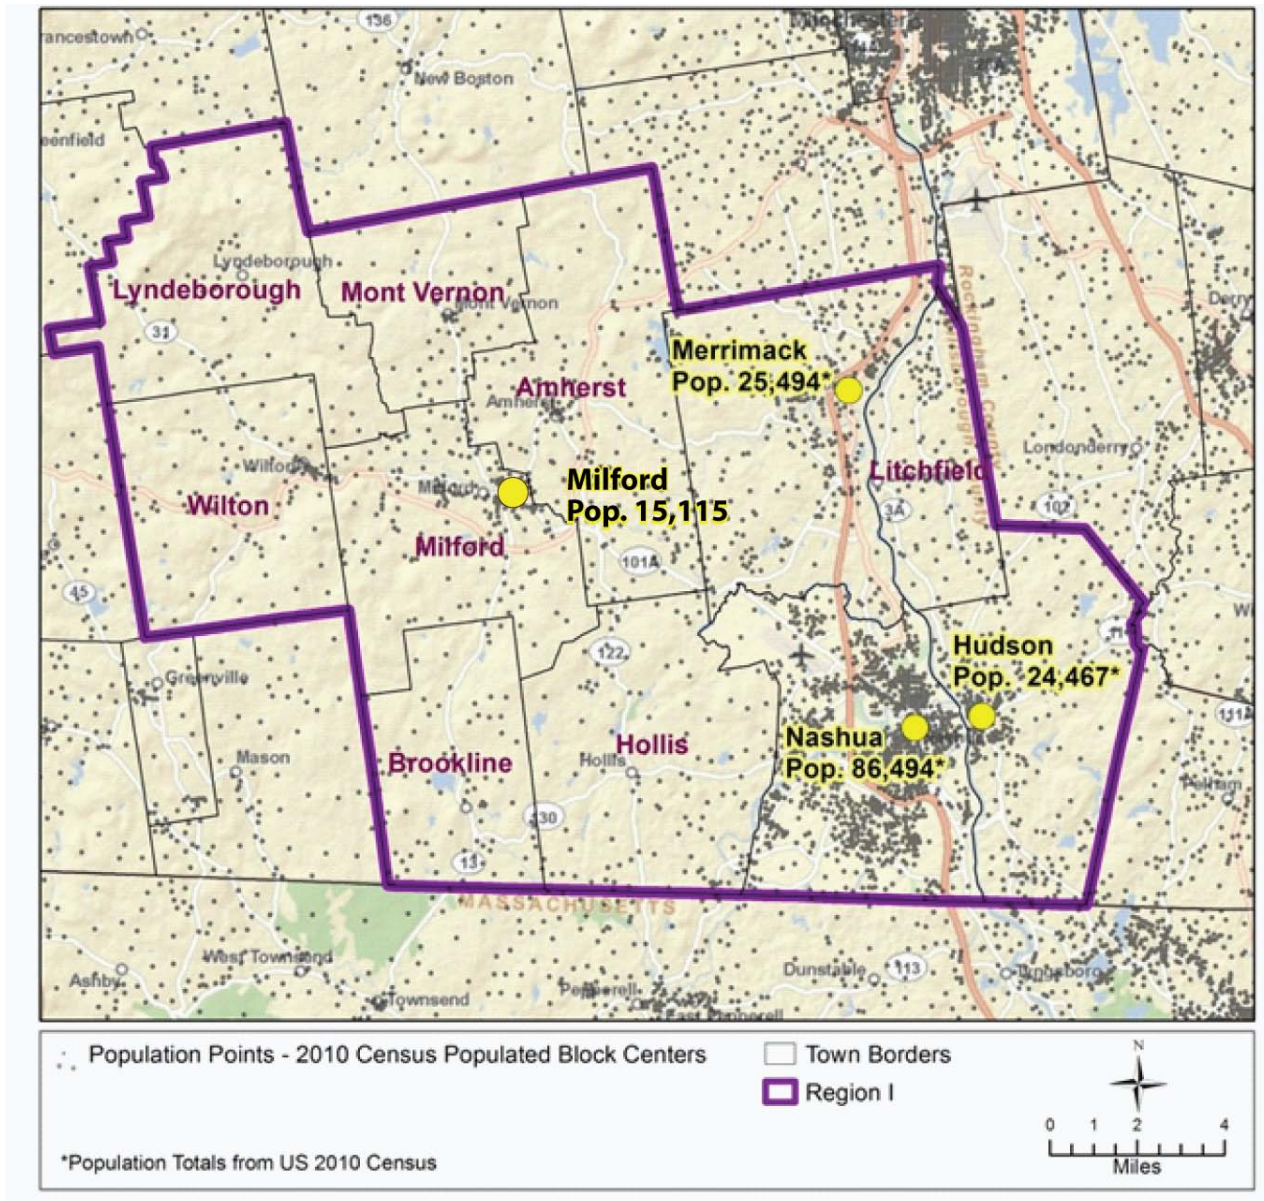 136
rancestown
New Boston
eenfield
Lyndeborough
Lyndeborough
Mont Vernon
Mont Vernon
Derry
31
Merrimack
Pop. 25,494*
Amherst
Amherst
Rockingham County
Londonderry
Wilton
Milford
Milford
Pop. 15,115
Litchfield
Wilton
3A
102
Milford
101A
45
122
Hudson
Pop. 24,467*
Greenville
111A
Nashua
Pop. 86,494*
Hollis
Hollis
Mason
Brookline
Pelham
130
13
MASSACHUSETTS
West Townsend
Ashby
Dunstable
113
Tyngsboro
Townsend
Pepperell
East Pepperell
Population Points - 2010 Census Populated Block Centers
Town Borders
Region I
N
0 1 2 4
Miles
*Population Totals from US 2010 Census